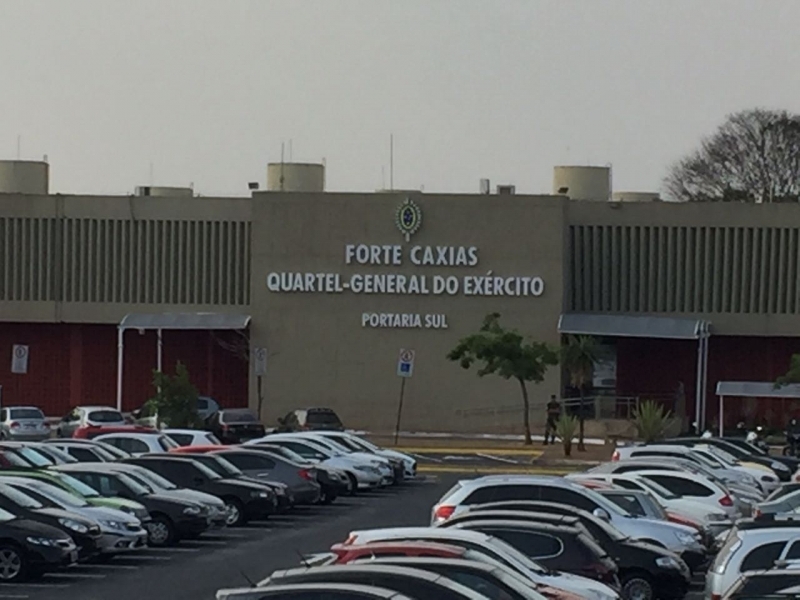 FORTE CAXIAS
QUARTEL-GENERAL DO EXÉRCITO
PORTARIA SUL